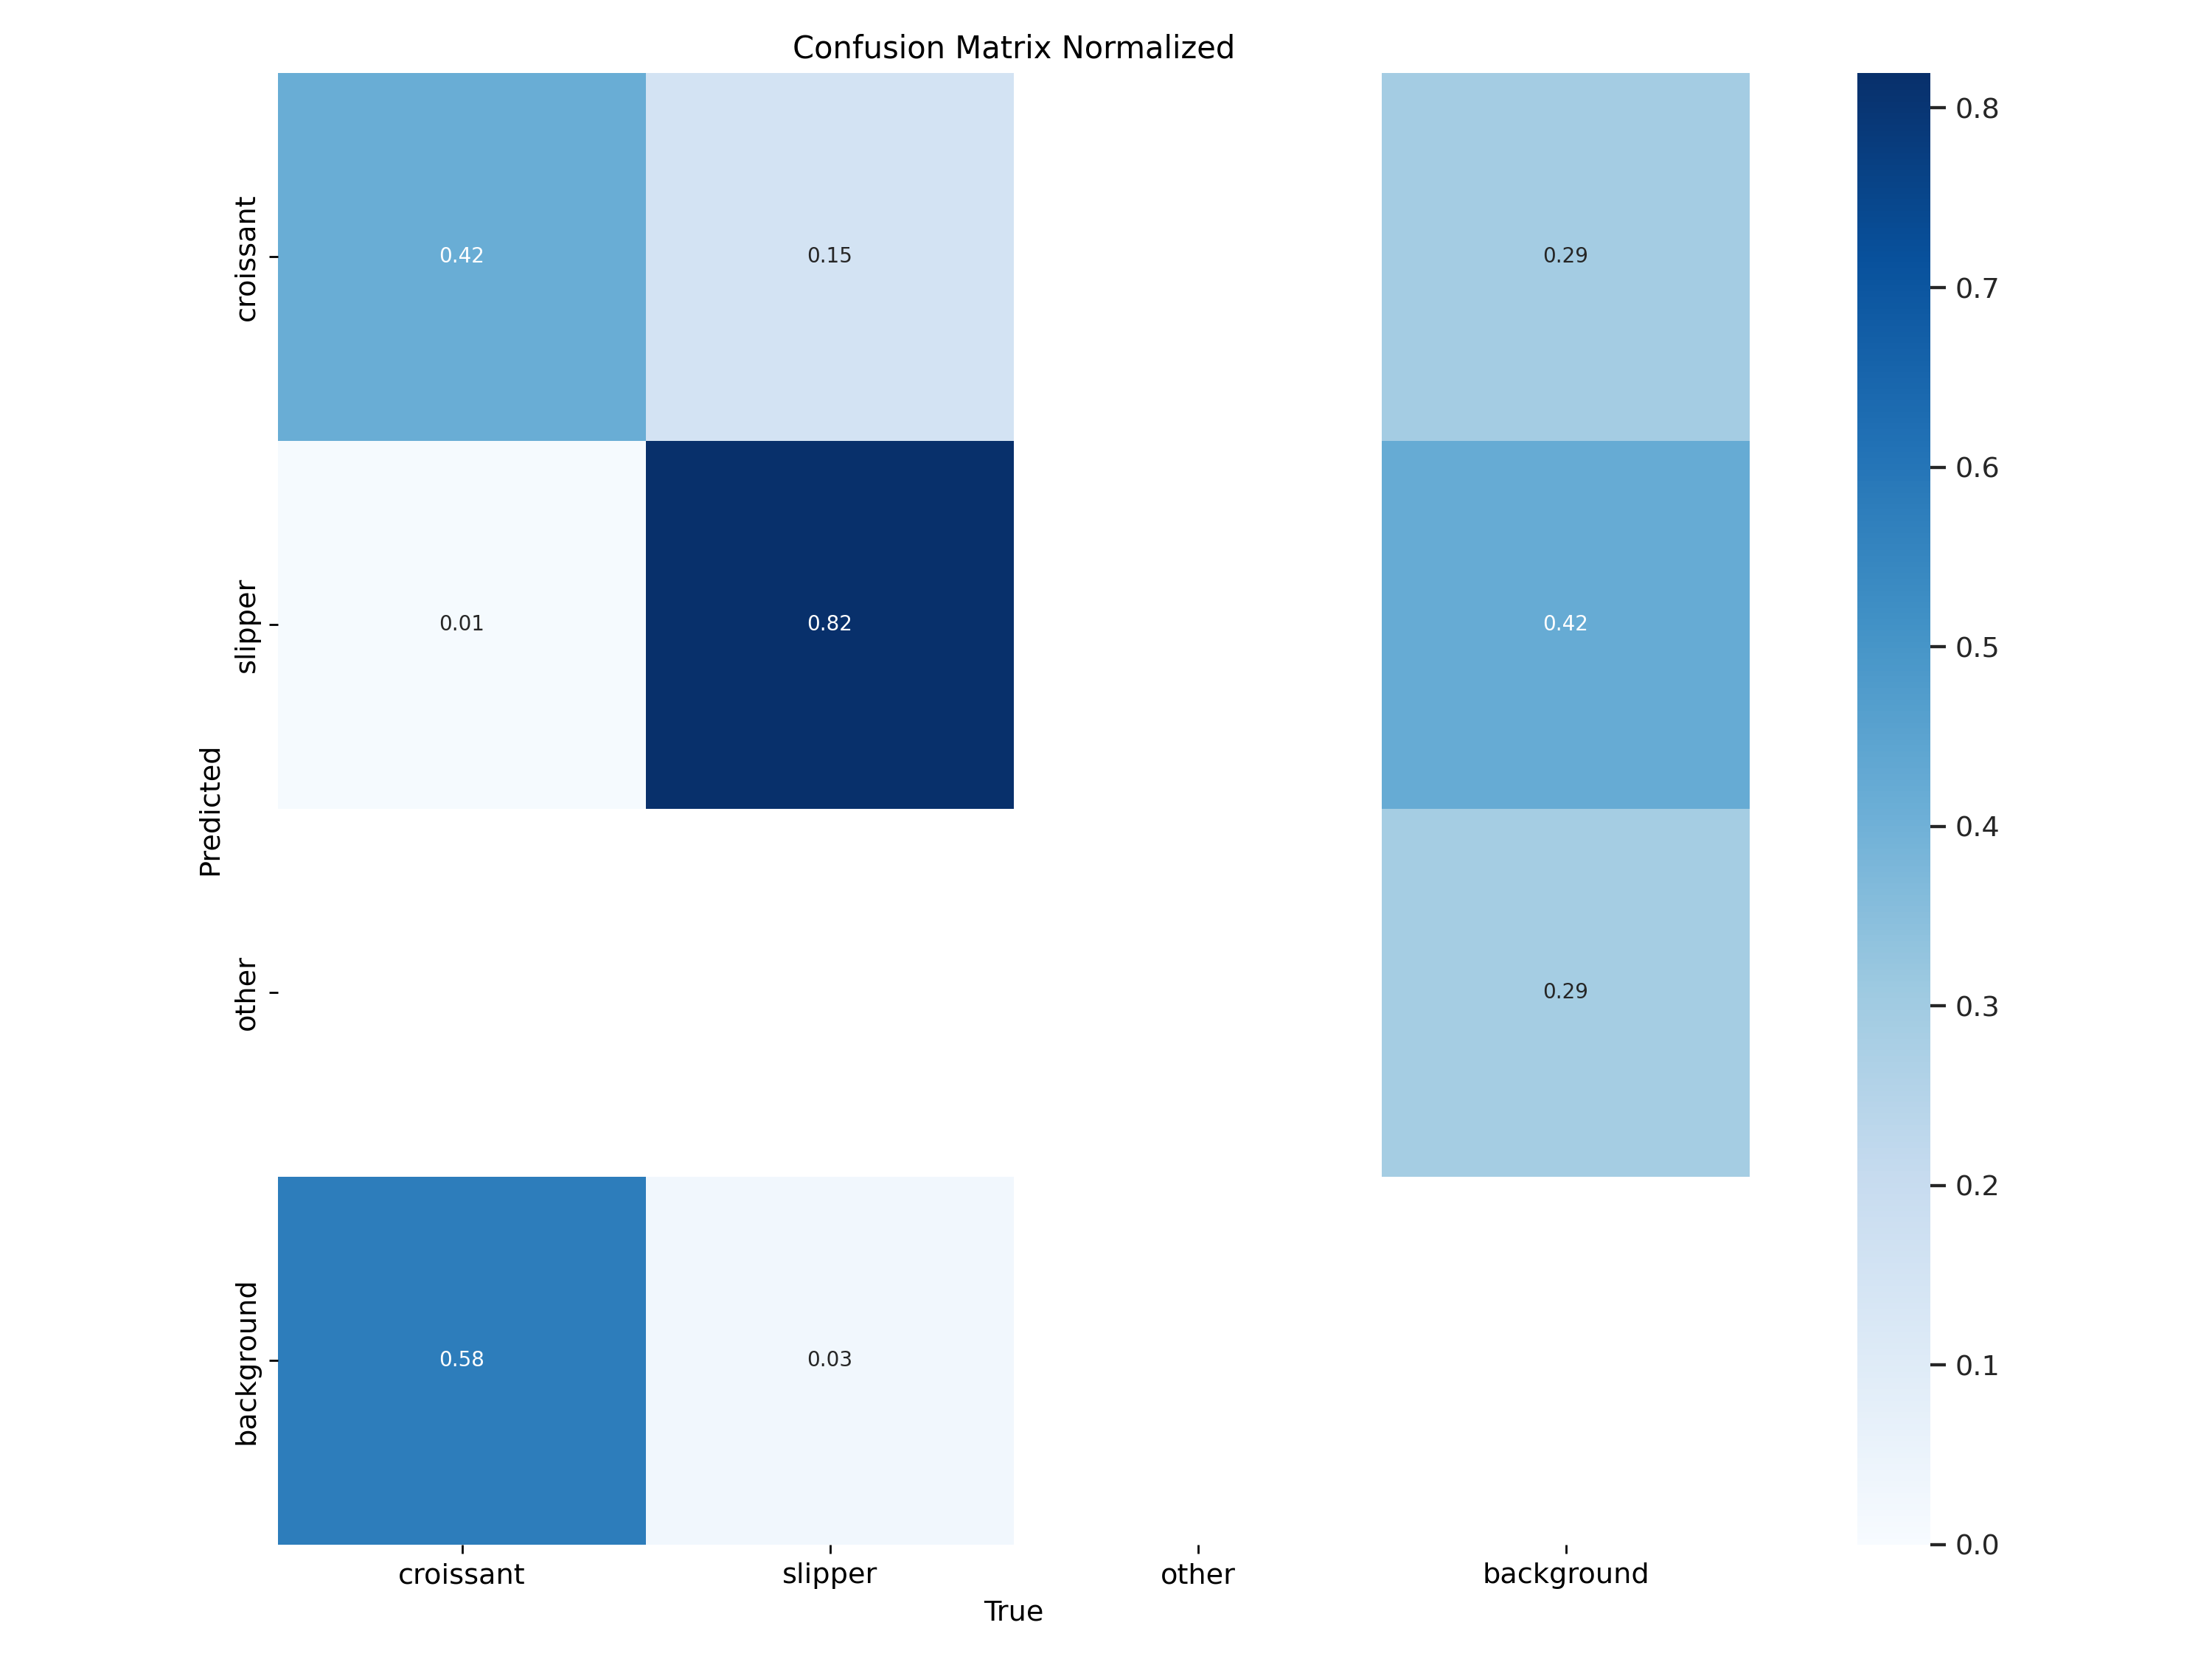 Confusion Matrix Normalized
croissant
0.42
0.15
0.29
slipper
0.01
0.82
0.42
other
0.29
background
0.58
0.03
Predicted
croissant
slipper
other
background
True
0.8
0.7
0.6
0.5
0.4
0.3
0.2
0.1
0.0